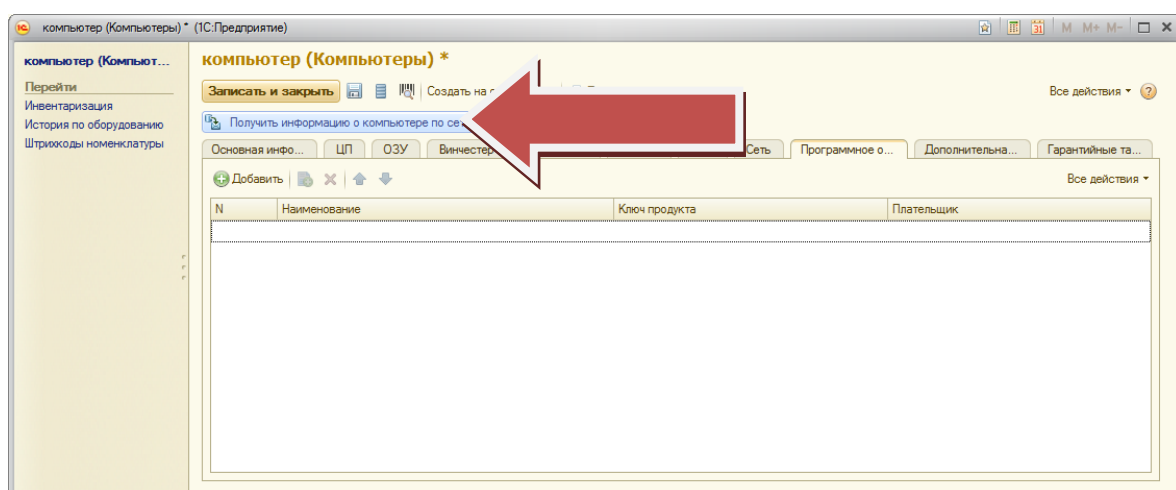 компьютер (Компьютеры) * (1С:Предприятие)
M M+ M-
31
компьютер (Компьют...
Перейти
Инвентаризация
История по оборудованию
Штрихкоды номенклатуры
компьютер (Компьютеры) *
Записать и закрыть Создать на Все действия
Получить информацию о компьютере по
Основная инфо... ЦП ОЗУ Винчестер Сеть Программное о... Дополнительна... Гарантийные та...
Добавить Все действия
N Наименование Ключ продукта Плательщик